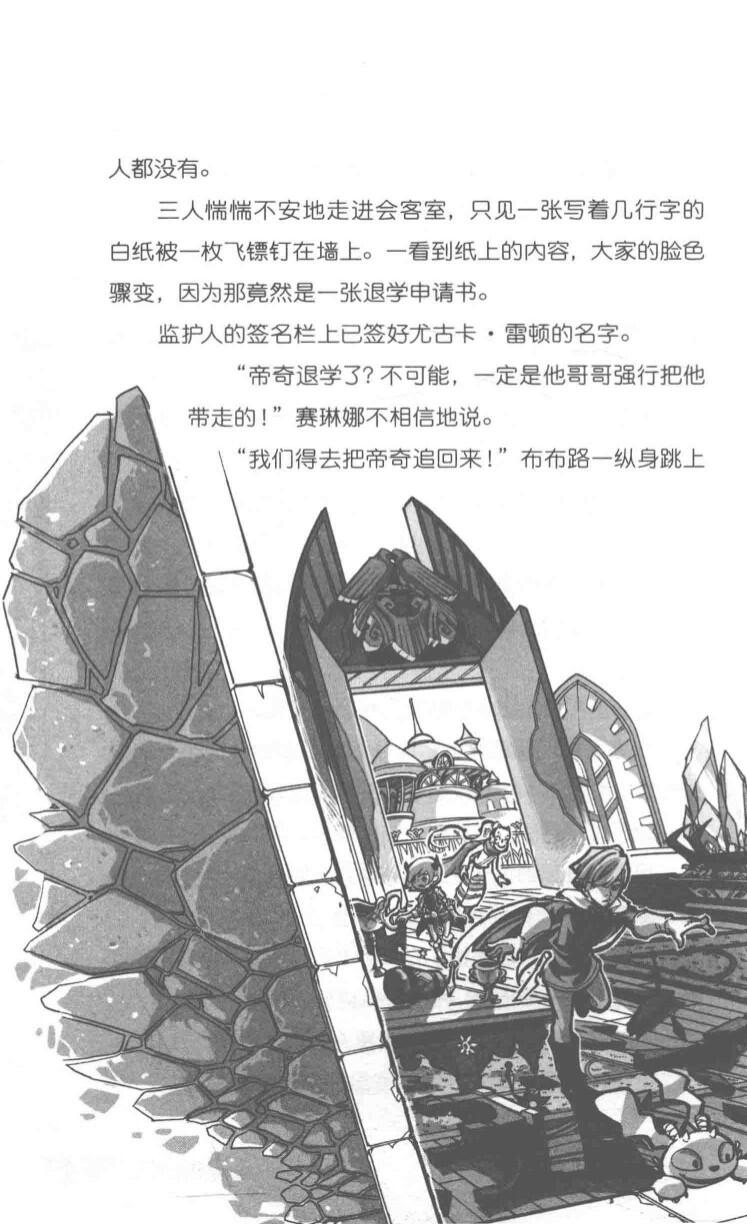 人都没有。
三人惴惴不安地走进会客室，只见一张写着几行字的
白纸被一枚飞镖钉在墙上。一看到纸上的内容，大家的脸色
骤变，因为那竟然是一张退学申请书。
监护人的签名栏上已签好尤古卡·雷顿的名字。
“帝奇退学了？不可能，一定是他哥哥强行把他
带走的！”赛琳娜不相信地说。
“我们得去把帝奇追回来！”布布路一纵身跳上